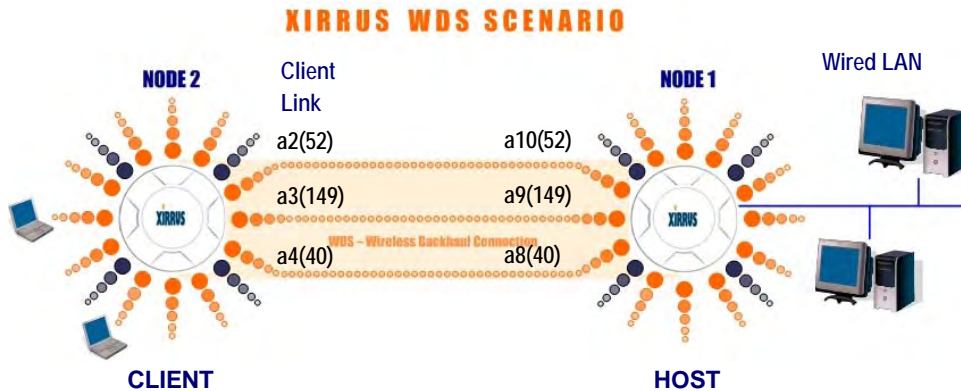 XIRRUS WDS SCENARIO
NODE 2
Client
Link
NODE 1
Wired LAN
a2(52)
a10(52)
a3(149)
a9(149)
XIRRUS
XIRRUS
WDS – Wireless Backhaul Connection
a4(40)
a8(40)
CLIENT
HOST